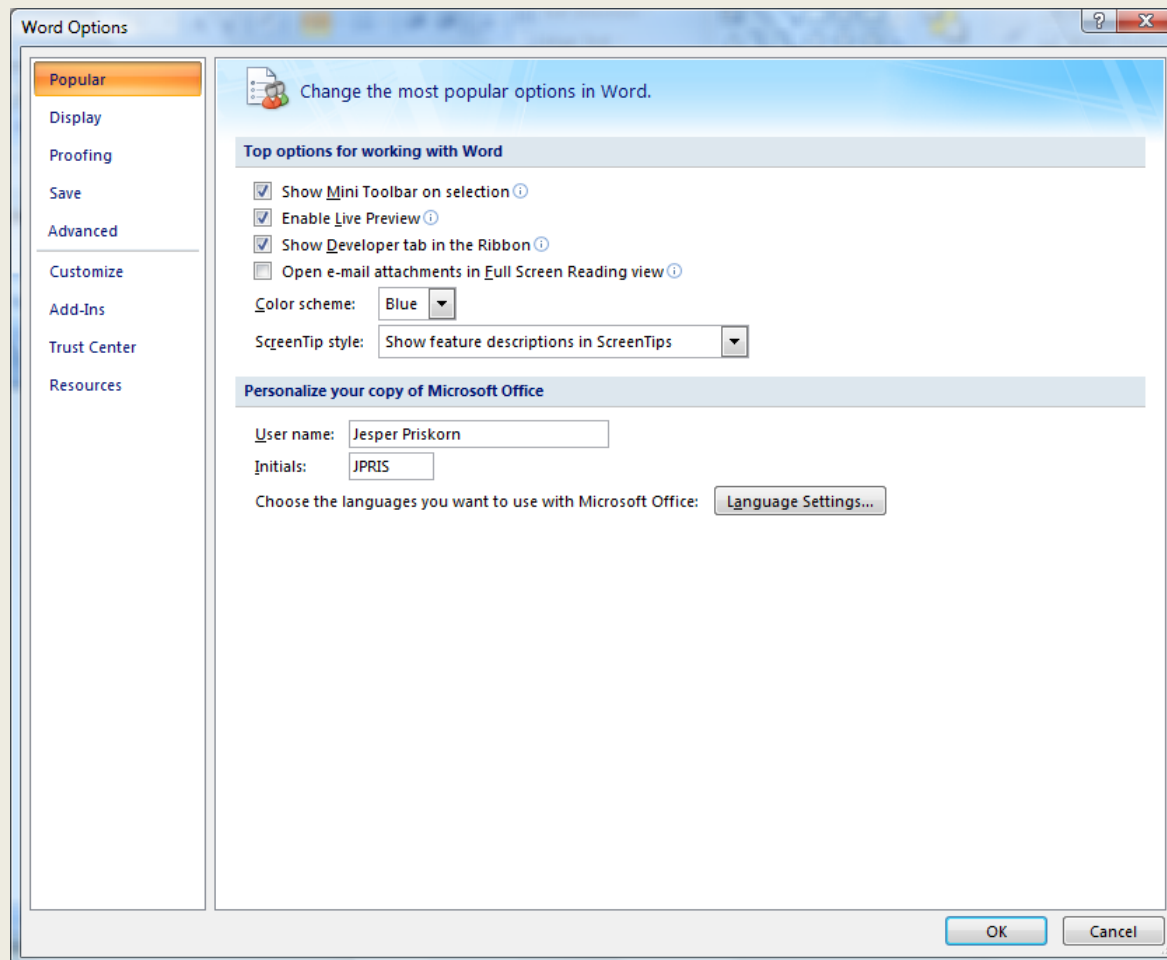 Word Options
?
X
Popular
Display
Proofing
Save
Advanced
Customize
Add-Ins
Trust Center
Resources
Change the most popular options in Word.
Top options for working with Word
Show Mini Toolbar on selection
Enable Live Preview
Show Developer tab in the Ribbon
Open e-mail attachments in Full Screen Reading view
Color scheme: Blue
ScreenTip style: Show feature descriptions in ScreenTips
Personalize your copy of Microsoft Office
User name: Jesper Priskorn
Initials: JPRIS
Choose the languages you want to use with Microsoft Office: Language Settings...
OK Cancel